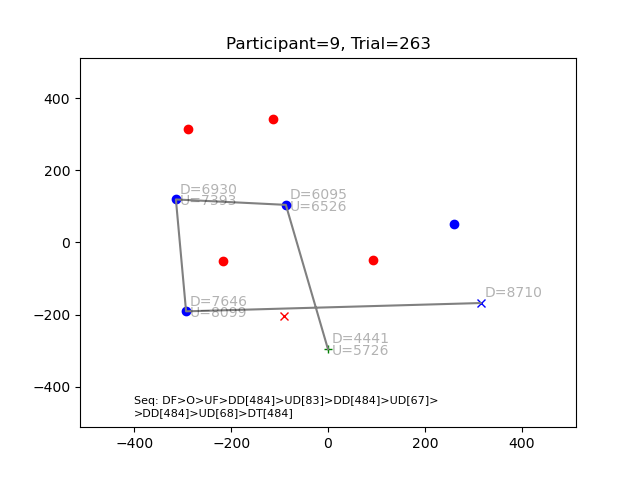 Participant=9, Trial=263
400
200
0
−200
−400
−400
−200
0
200
400
D=6930
U=7393
D=6095
U=6526
D=7646
U=8099
D=8710
D=4441
U=5726
Seq: DF>O>UF>DD[484]>UD[83]>DD[484]>UD[67]>
>DD[484]>UD[68]>DT[484]